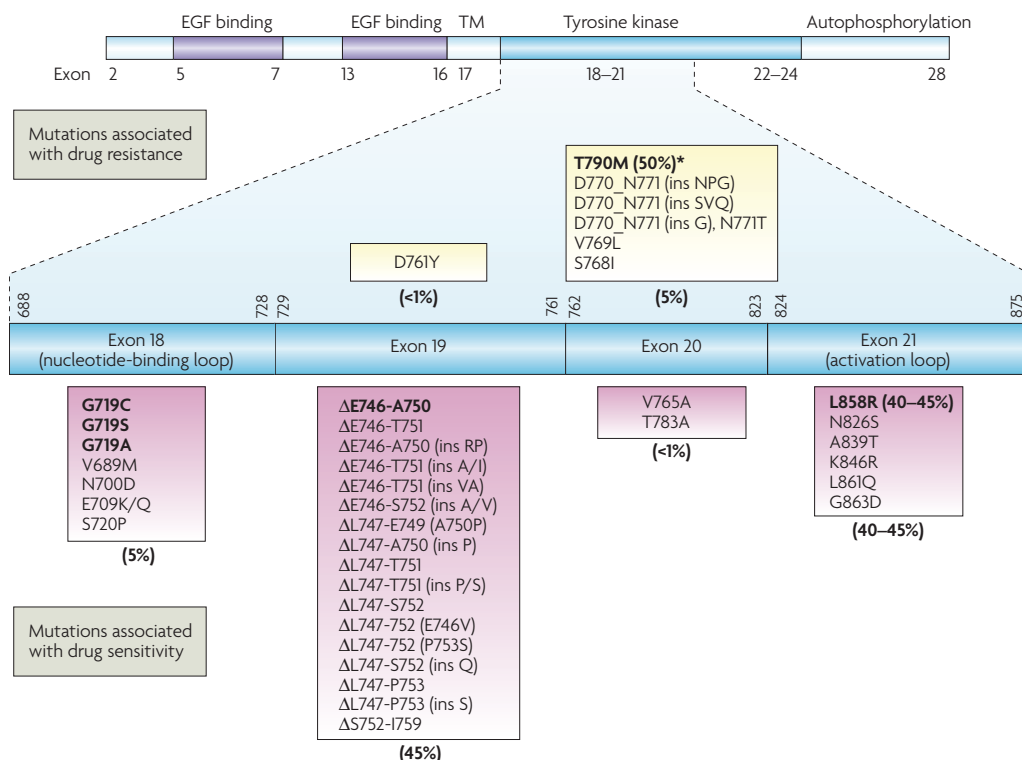 EGF binding EGF binding TM Tyrosine kinase Autophosphorylation
Exon 2 5 7 13 16 17 18–21 22–24 28
Mutations associated
with drug resistance
T790M (50%)*
D770_N771 (ins NPG)
D770_N771 (ins SVQ)
D770_N771 (ins G), N771T
V769L
S768I
(5%)
D761Y
(<1%)
688 728 729 761 762 823 824 875
Exon 18
(nucleotide-binding loop)
Exon 19
Exon 20
Exon 21
(activation loop)
G719C
G719S
G719A
V689M
N700D
E709K/Q
S720P
(5%)
ΔE746-A750
ΔE746-T751
ΔE746-A750 (ins RP)
ΔE746-T751 (ins A/I)
ΔE746-T751 (ins VA)
ΔE746-S752 (ins A/V)
ΔL747-E749 (A750P)
ΔL747-A750 (ins P)
ΔL747-T751
ΔL747-T751 (ins P/S)
ΔL747-S752
ΔL747-752 (E746V)
ΔL747-752 (P753S)
ΔL747-S752 (ins Q)
ΔL747-P753
ΔL747-P753 (ins S)
ΔS752-I759
(45%)
V765A
T783A
(<1%)
L858R (40–45%)
N826S
A839T
K846R
L861Q
G863D
(40–45%)
Mutations associated
with drug sensitivity